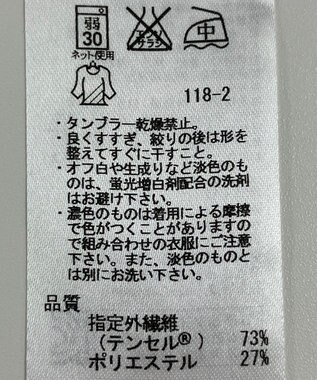 弱
30
エンソ
サラシ
中
ネット使用
118-2
・タンブラー乾燥禁止。
・良くすすぎ、絞りの後は形を
整えてすぐに干すこと。
・オフ白や生成りなど淡色のも
のは、蛍光増白剤配合の洗剤
はお避け下さい。
・濃色のものは着用による摩擦
で色がつくことがありますの
で組み合わせの衣服にご注意
下さい。また、淡色のものと
は別にお洗い下さい。
品質
指定外繊維
(テンセル®) 73%
ポリエステル 27%